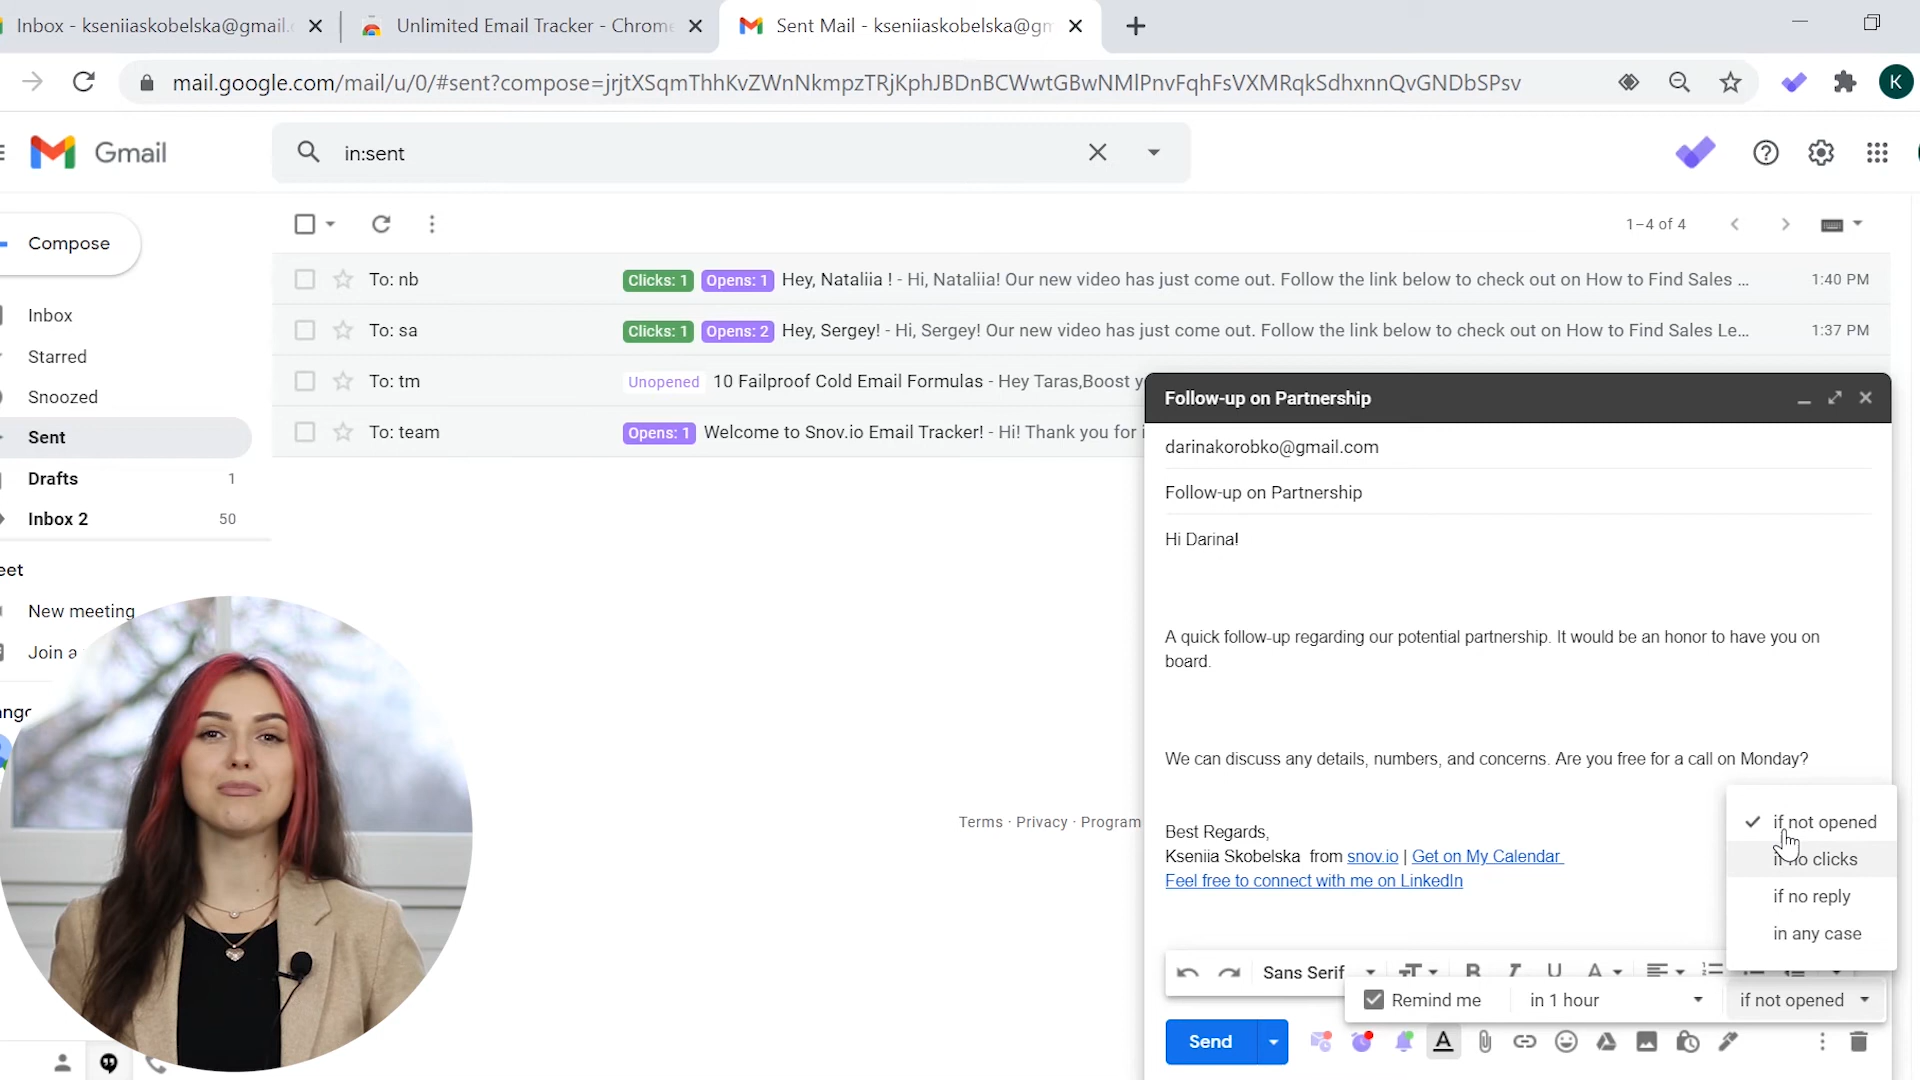 Inbox - kseniiaskobelska@gmail.
Unlimited Email Tracker - Chrome
Sent Mail - kseniiaskobelska@gm
mail.google.com/mail/u/0/#sent?compose=jrjtXSqmThhKvZWnNkmpzTRjKphJBDnBCWwtGBwNMlPnvFqhFsVXMRqkSdhxnnQvGNDbSPsv
K
Gmail
in:sent
Compose
1–4 of 4
To: nb Clicks: 1 Opens: 1 Hey, Nataliia ! - Hi, Nataliia! Our new video has just come out. Follow the link below to check out on How to Find Sales ... 1:40 PM
To: sa Clicks: 1 Opens: 2 Hey, Sergey! - Hi, Sergey! Our new video has just come out. Follow the link below to check out on How to Find Sales Le... 1:37 PM
To: tm Unopened 10 Failproof Cold Email Formulas - Hey Taras,Boost y
To: team Opens: 1 Welcome to Snov.io Email Tracker! - Hi! Thank you for i
Inbox
Starred
Snoozed
Sent
Drafts 1
Inbox 2 50
eet
New meeting
Join a
ango
Terms · Privacy · Program
Follow-up on Partnership
darinakorobko@gmail.com
Follow-up on Partnership
Hi Darina!
A quick follow-up regarding our potential partnership. It would be an honor to have you on
board.
We can discuss any details, numbers, and concerns. Are you free for a call on Monday?
Best Regards,
Kseniia Skobelska from snov.io | Get on My Calendar
Feel free to connect with me on LinkedIn
if not opened
if no clicks
if no reply
in any case
Sans Serif
Remind me in 1 hour if not opened
Send